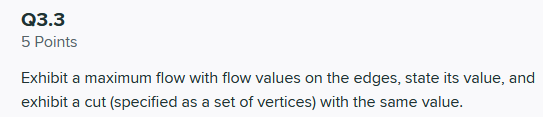 Q3.3
5 Points
Exhibit a maximum flow with flow values on the edges, state its value, and
exhibit a cut (specified as a set of vertices) with the same value.